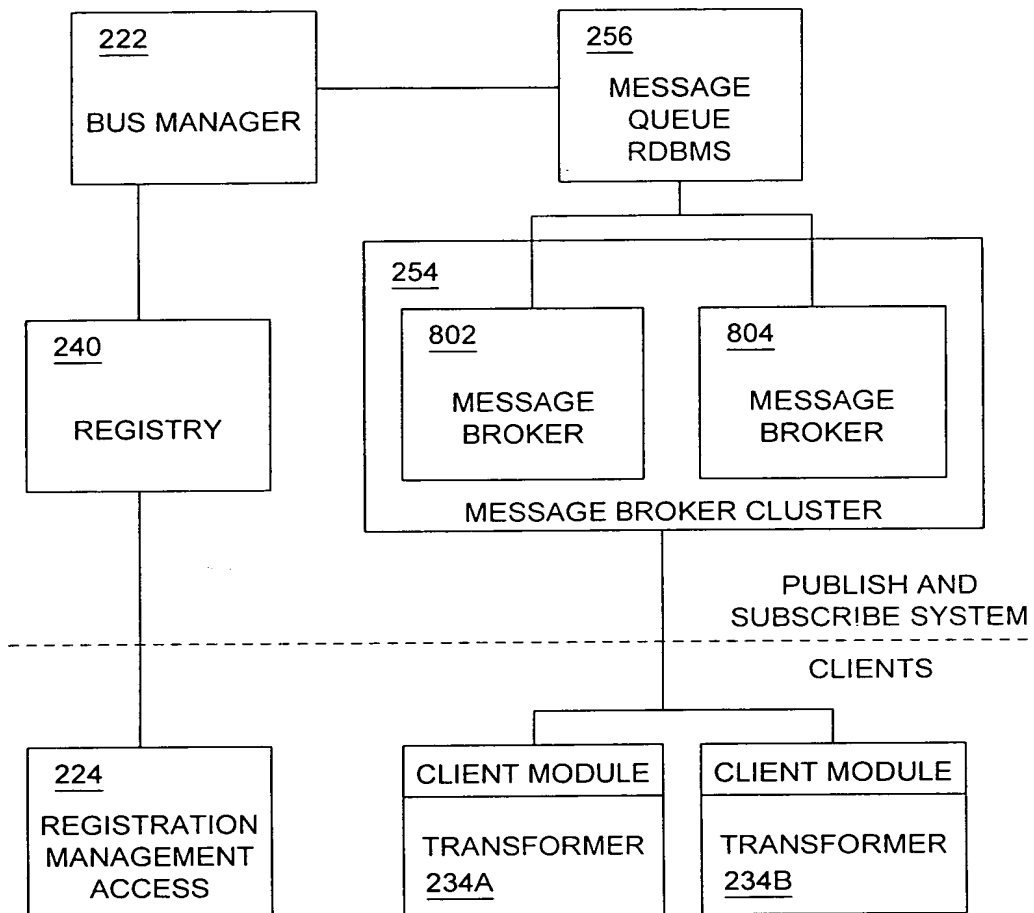 222
BUS MANAGER
256
MESSAGE
QUEUE
RDBMS
254
802
MESSAGE
BROKER
804
MESSAGE
BROKER
MESSAGE BROKER CLUSTER
240
REGISTRY
PUBLISH AND
SUBSCRIBE SYSTEM
CLIENTS
224
REGISTRATION
MANAGEMENT
ACCESS
CLIENT MODULE
TRANSFORMER
234A
CLIENT MODULE
TRANSFORMER
234B